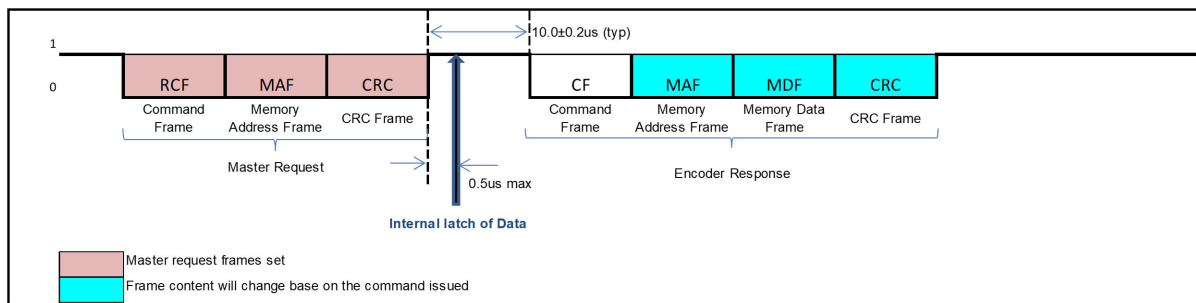 10.0±0.2us (typ)
1
0
RCF MAF CRC CF MAF MDF CRC
Command Frame
Memory Address Frame
CRC Frame
Command Frame
Memory Address Frame
Memory Data Frame
CRC Frame
Master Request
0.5us max
Encoder Response
Internal latch of Data
Master request frames set
Frame content will change base on the command issued